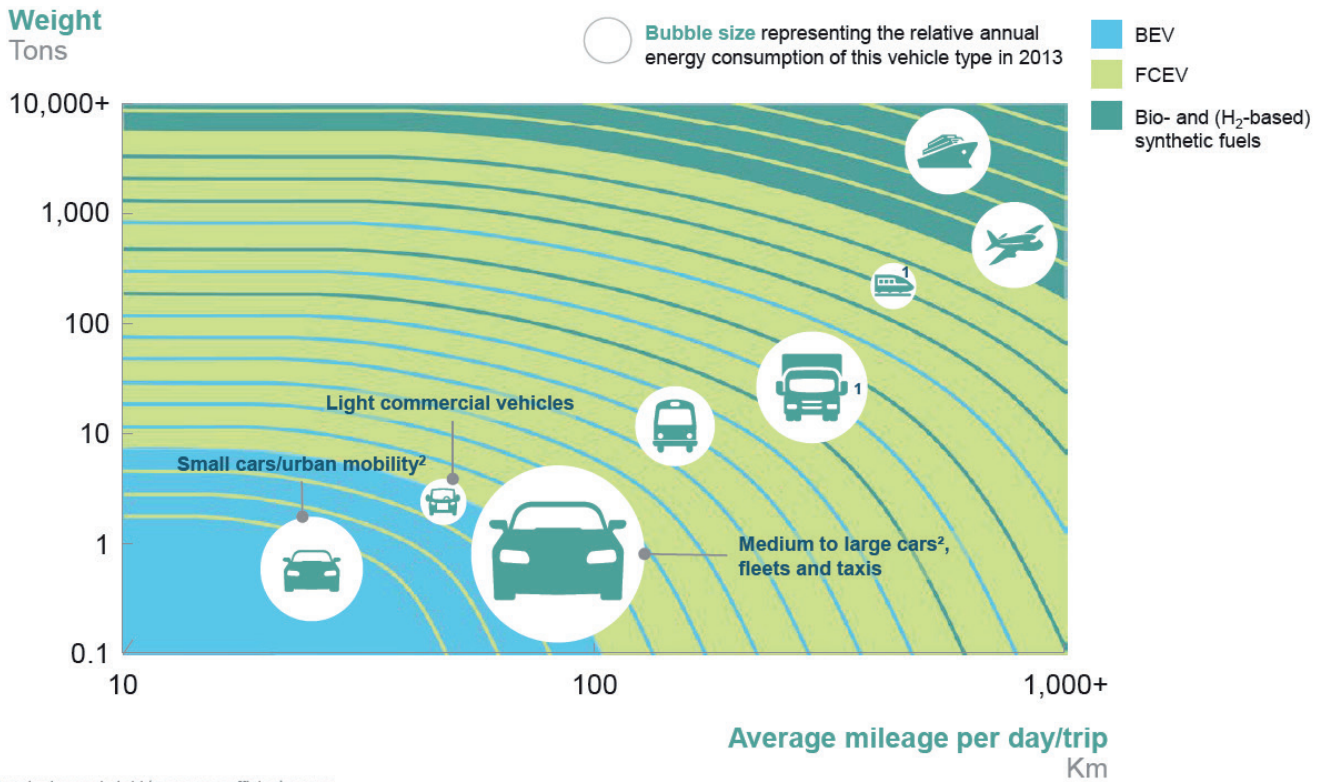 Weight
Tons
Bubble size representing the relative annual
energy consumption of this vehicle type in 2013
BEV
FCEV
Bio- and (H₂-based)
synthetic fuels
10,000+
1,000
100
10
1
0.1
1
1
Light commercial vehicles
Small cars/urban mobility²
Medium to large cars²,
fleets and taxis
10
100
1,000+
Average mileage per day/trip
Km